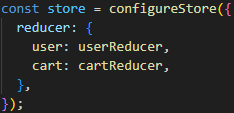 const store = configureStore({
  reducer: {
    user: userReducer,
    cart: cartReducer,
  },
});